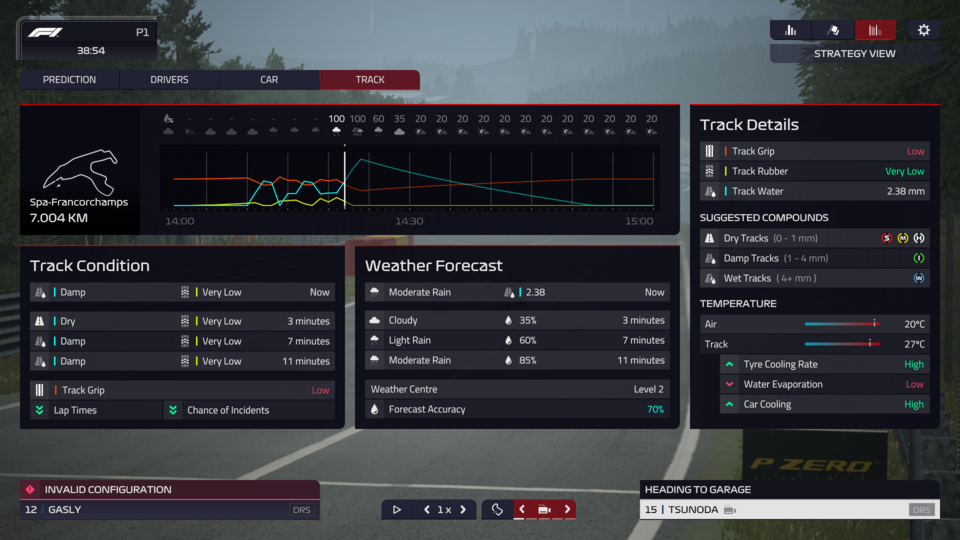 F1
P1
38:54
STRATEGY VIEW
PREDICTION DRIVERS CAR TRACK
% - - - - - - - 100 100 60 35 20 20 20 20 20 20 20 20 20 20 20 20
Spa-Francorchamps
7.004 KM
14:00 14:30 15:00
Track Details
Track Grip Low
Track Rubber Very Low
Track Water 2.38 mm
SUGGESTED COMPOUNDS
Dry Tracks (0 - 1 mm) S M H
Damp Tracks (1 - 4 mm) I
Wet Tracks (4+ mm ) W
TEMPERATURE
Air 20°C
Track 27°C
Tyre Cooling Rate High
Water Evaporation Low
Car Cooling High
Track Condition
Damp Very Low Now
Dry Very Low 3 minutes
Damp Very Low 7 minutes
Damp Very Low 11 minutes
Track Grip Low
Lap Times Chance of Incidents
Weather Forecast
Moderate Rain 2.38 Now
Cloudy 35% 3 minutes
Light Rain 60% 7 minutes
Moderate Rain 85% 11 minutes
Weather Centre Level 2
Forecast Accuracy 70%
P ZERO
INVALID CONFIGURATION
12 GASLY DRS
1x
HEADING TO GARAGE
15 TSUNODA DRS